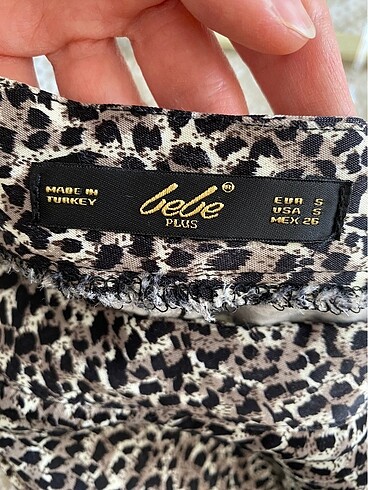 MADE IN
TURKEY
bebe
PLUS
EUR S
USA S
MEX 26